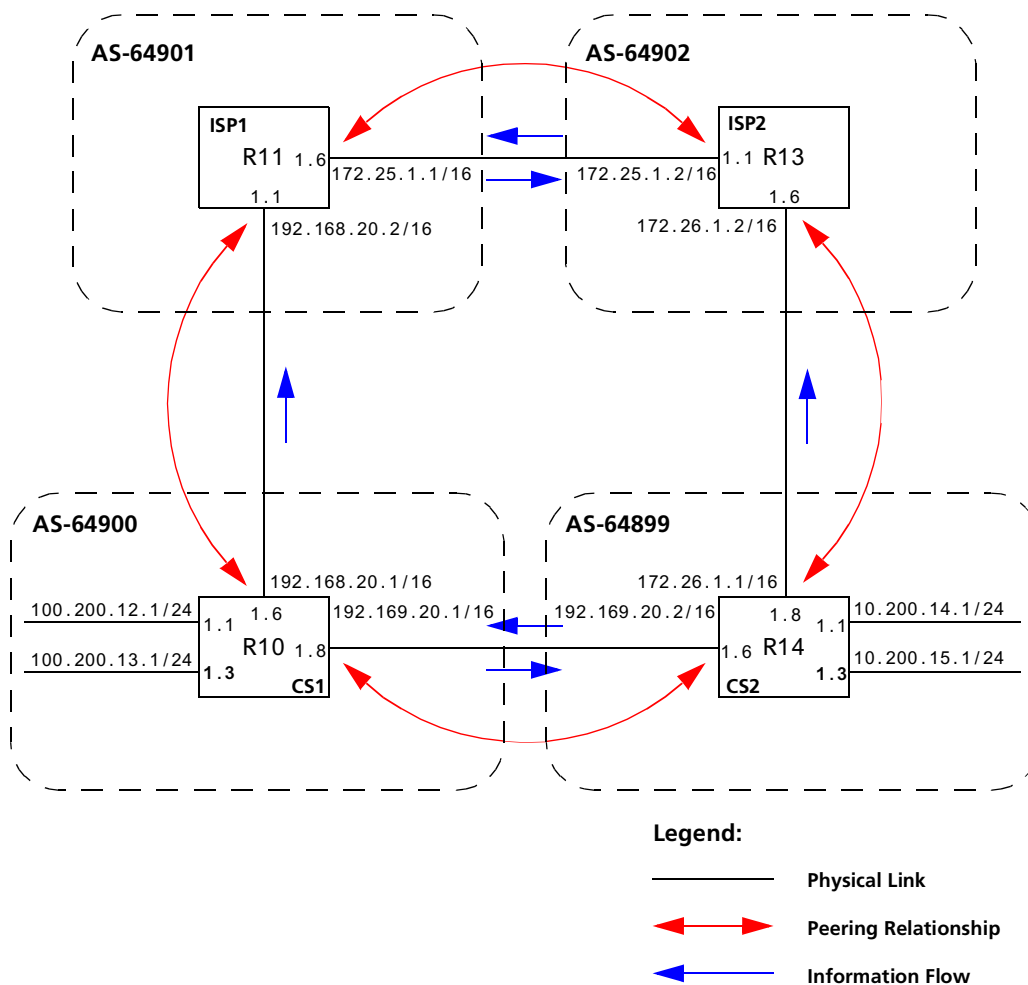 AS-64901
AS-64902
ISP1
ISP2
R11 1.6
1.1 R13
172.25.1.1/16
172.25.1.2/16
1.1
1.6
192.168.20.2/16
172.26.1.2/16
AS-64900
AS-64899
192.168.20.1/16
172.26.1.1/16
100.200.12.1/24
1.6
192.169.20.1/16
192.169.20.2/16
1.8
10.200.14.1/24
1.1
1.1
R10 1.8
1.6 R14
100.200.13.1/24
1.3
1.3
10.200.15.1/24
CS1
CS2
Legend:
Physical Link
Peering Relationship
Information Flow